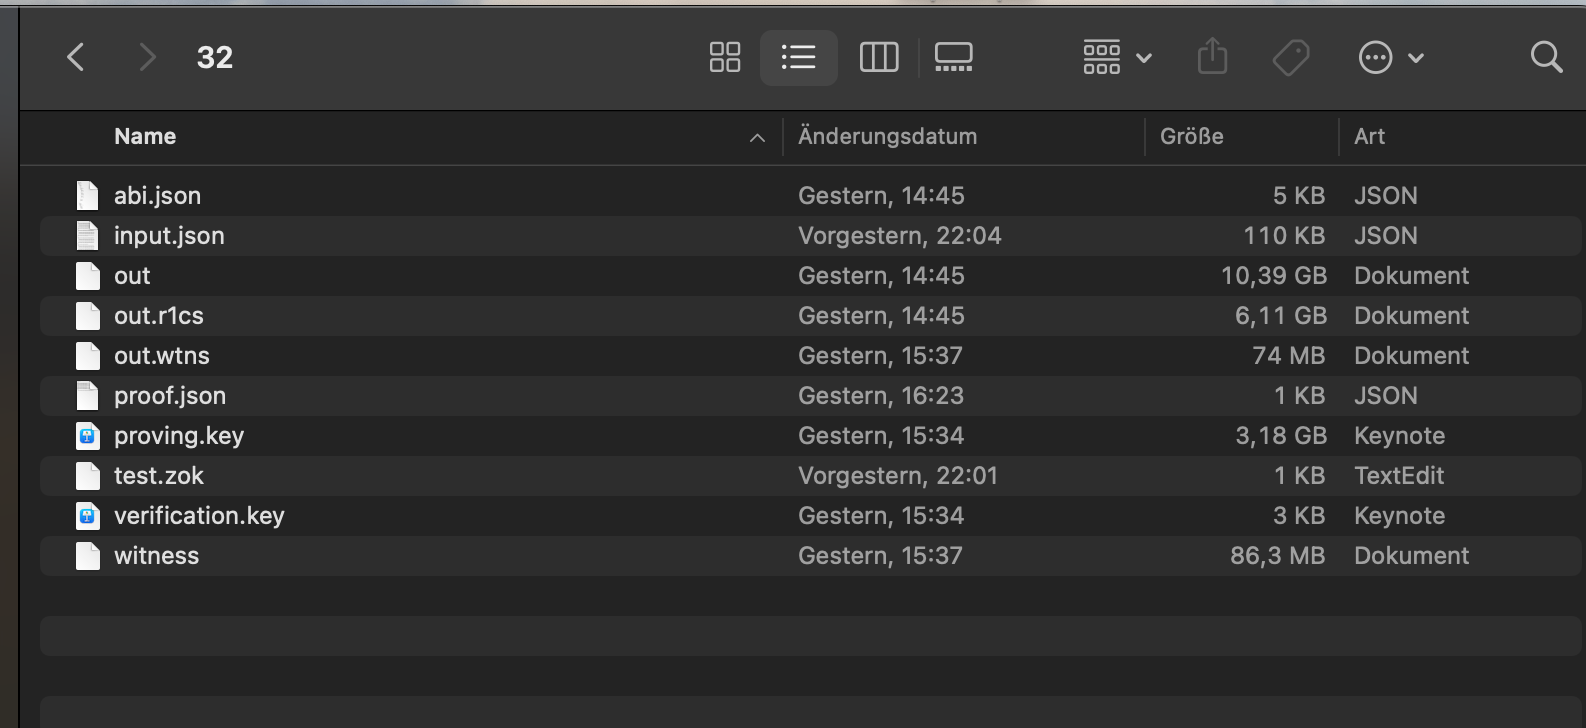 32
Name Änderungsdatum Größe Art
abi.json Gestern, 14:45 5 KB JSON
input.json Vorgestern, 22:04 110 KB JSON
out Gestern, 14:45 10,39 GB Dokument
out.r1cs Gestern, 14:45 6,11 GB Dokument
out.wtns Gestern, 15:37 74 MB Dokument
proof.json Gestern, 16:23 1 KB JSON
proving.key Gestern, 15:34 3,18 GB Keynote
test.zok Vorgestern, 22:01 1 KB TextEdit
verification.key Gestern, 15:34 3 KB Keynote
witness Gestern, 15:37 86,3 MB Dokument